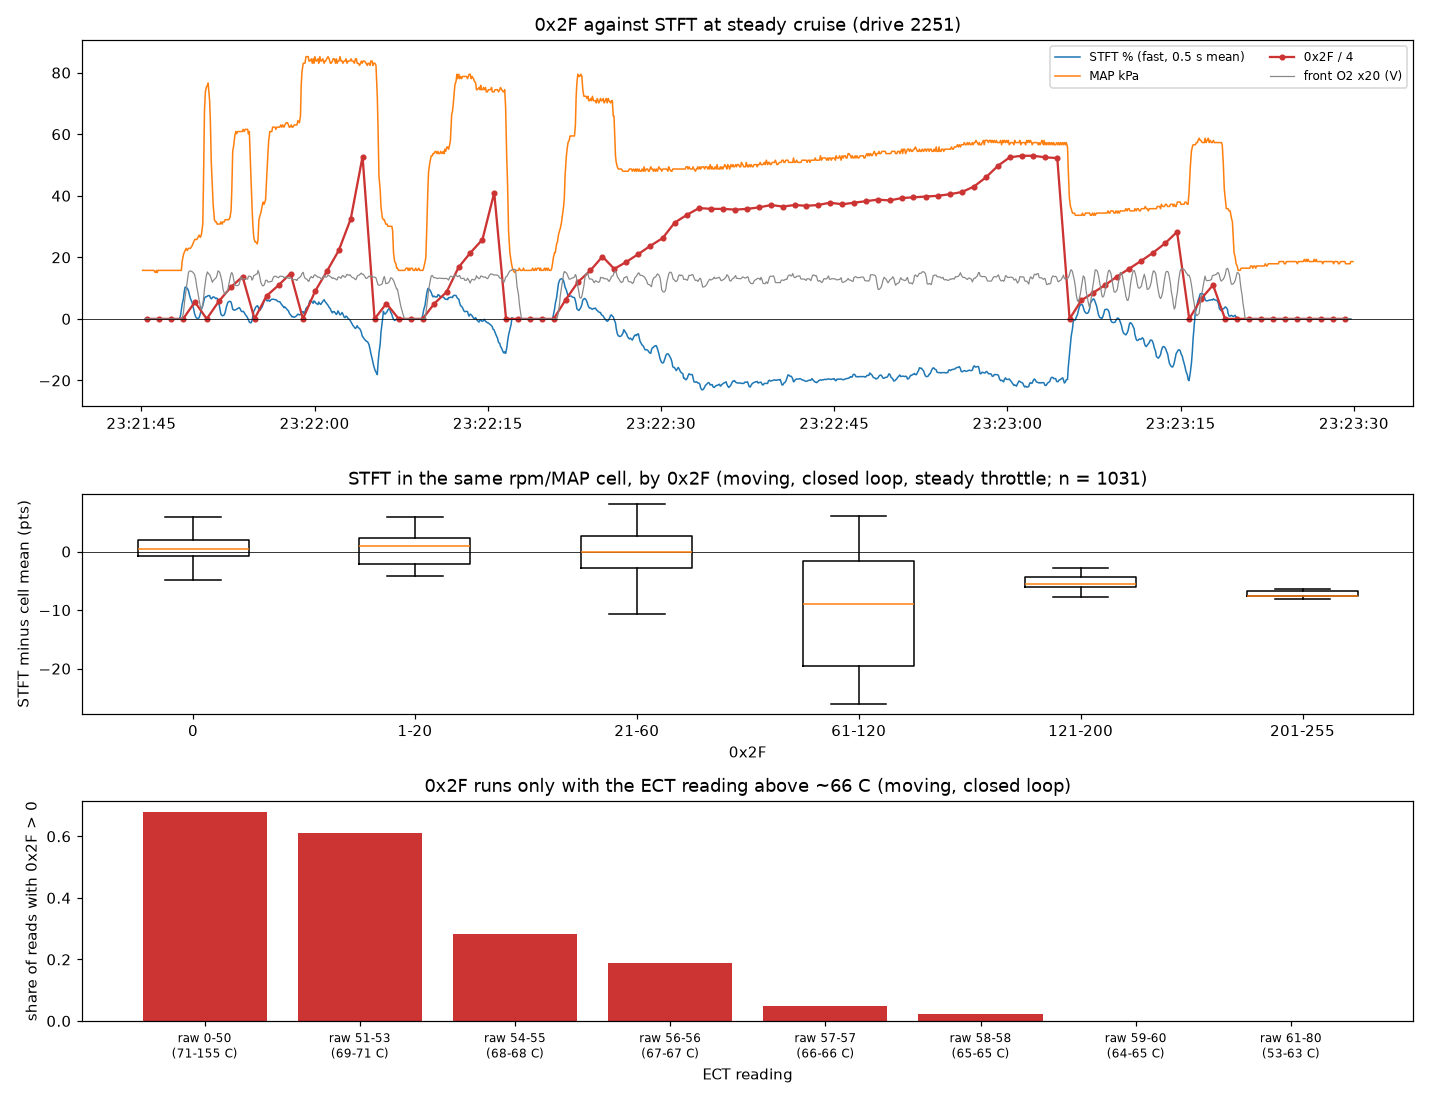 0x2F against STFT at steady cruise (drive 2251)
STFT % (fast, 0.5 s mean)
MAP kPa
0x2F / 4
front O2 x20 (V)
80
60
40
20
0
−20
23:21:45
23:22:00
23:22:15
23:22:30
23:22:45
23:23:00
23:23:15
23:23:30
STFT in the same rpm/MAP cell, by 0x2F (moving, closed loop, steady throttle; n = 1031)
STFT minus cell mean (pts)
0
−10
−20
0
1-20
21-60
61-120
121-200
201-255
0x2F
0x2F runs only with the ECT reading above ~66 C (moving, closed loop)
share of reads with 0x2F > 0
0.6
0.4
0.2
0.0
raw 0-50
(71-155 C)
raw 51-53
(69-71 C)
raw 54-55
(68-68 C)
raw 56-56
(67-67 C)
raw 57-57
(66-66 C)
raw 58-58
(65-65 C)
raw 59-60
(64-65 C)
raw 61-80
(53-63 C)
ECT reading